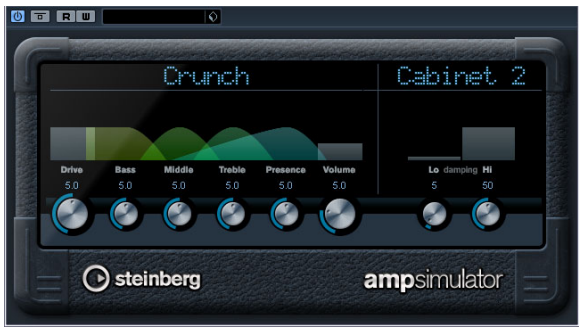 R W
Crunch Cabinet 2
Drive Bass Middle Treble Presence Volume Lo damping Hi
5.0 5.0 5.0 5.0 5.0 5.0 5 50
steinberg ampsimulator